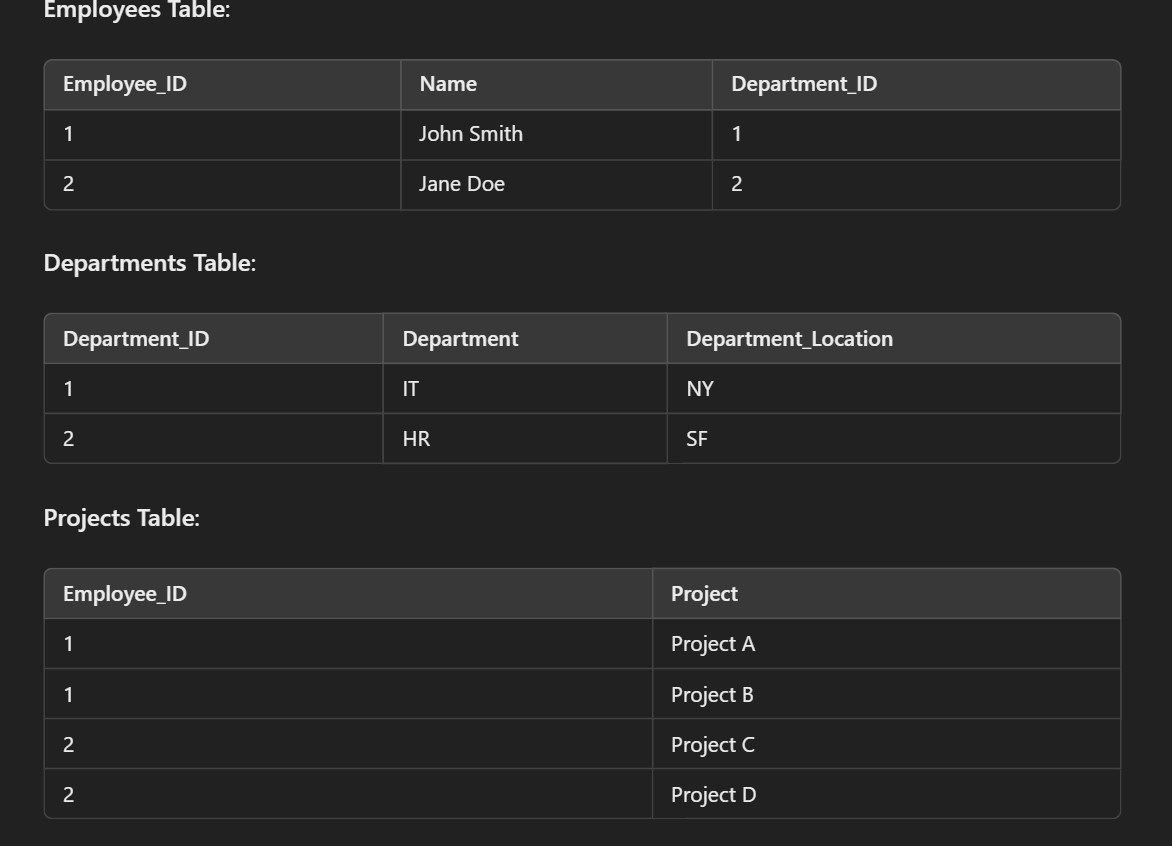 Employees Table:
Employee_ID Name Department_ID
1 John Smith 1
2 Jane Doe 2
Departments Table:
Department_ID Department Department_Location
1 IT NY
2 HR SF
Projects Table:
Employee_ID Project
1 Project A
1 Project B
2 Project C
2 Project D